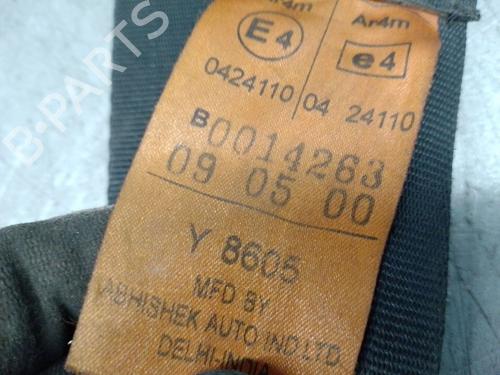 Ar4m Ar4m
E4 e4
0424110 04 24110
B0014263
09 05 00
Y 8605
MFD BY
ABHISHEK AUTO IND.LTD.
DELHI-INDIA
B-PARTS